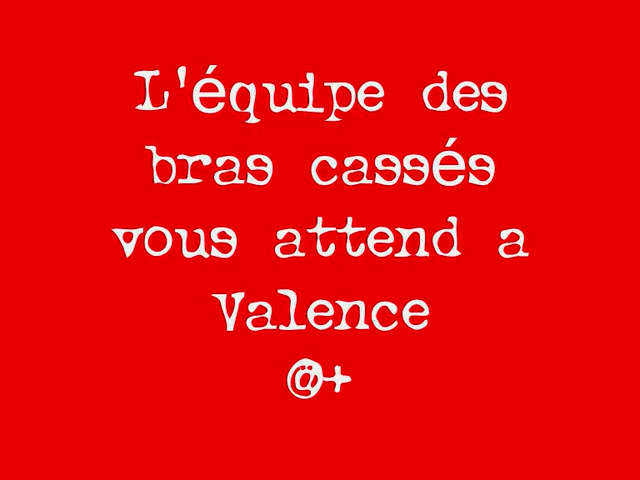 L'équipe des
bras cassés
vous attend a
Valence
@+